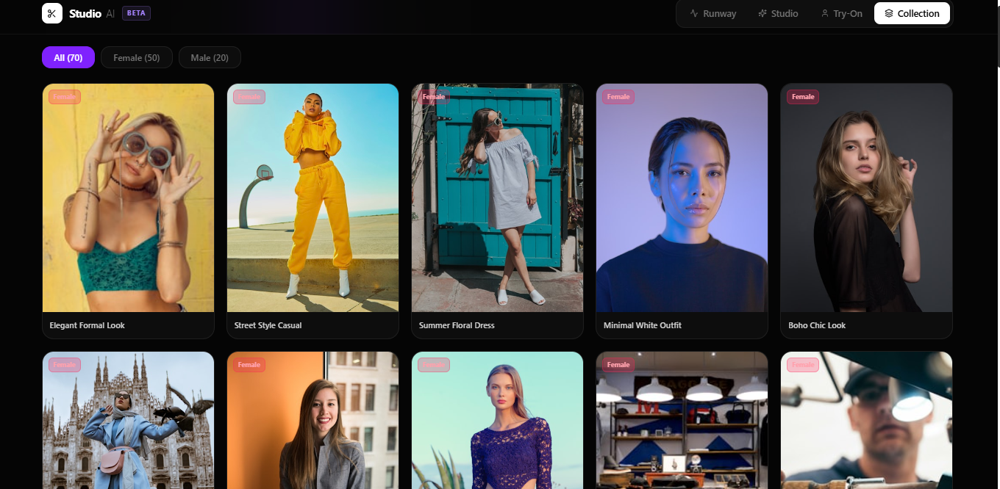 Studio AI BETA
Runway
Studio
Try-On
Collection
All (70)
Female (50)
Male (20)
Female
Female
Female
Female
Female
Elegant Formal Look
Street Style Casual
Summer Floral Dress
Minimal White Outfit
Boho Chic Look
Female
Female
Female
Female
Female
M